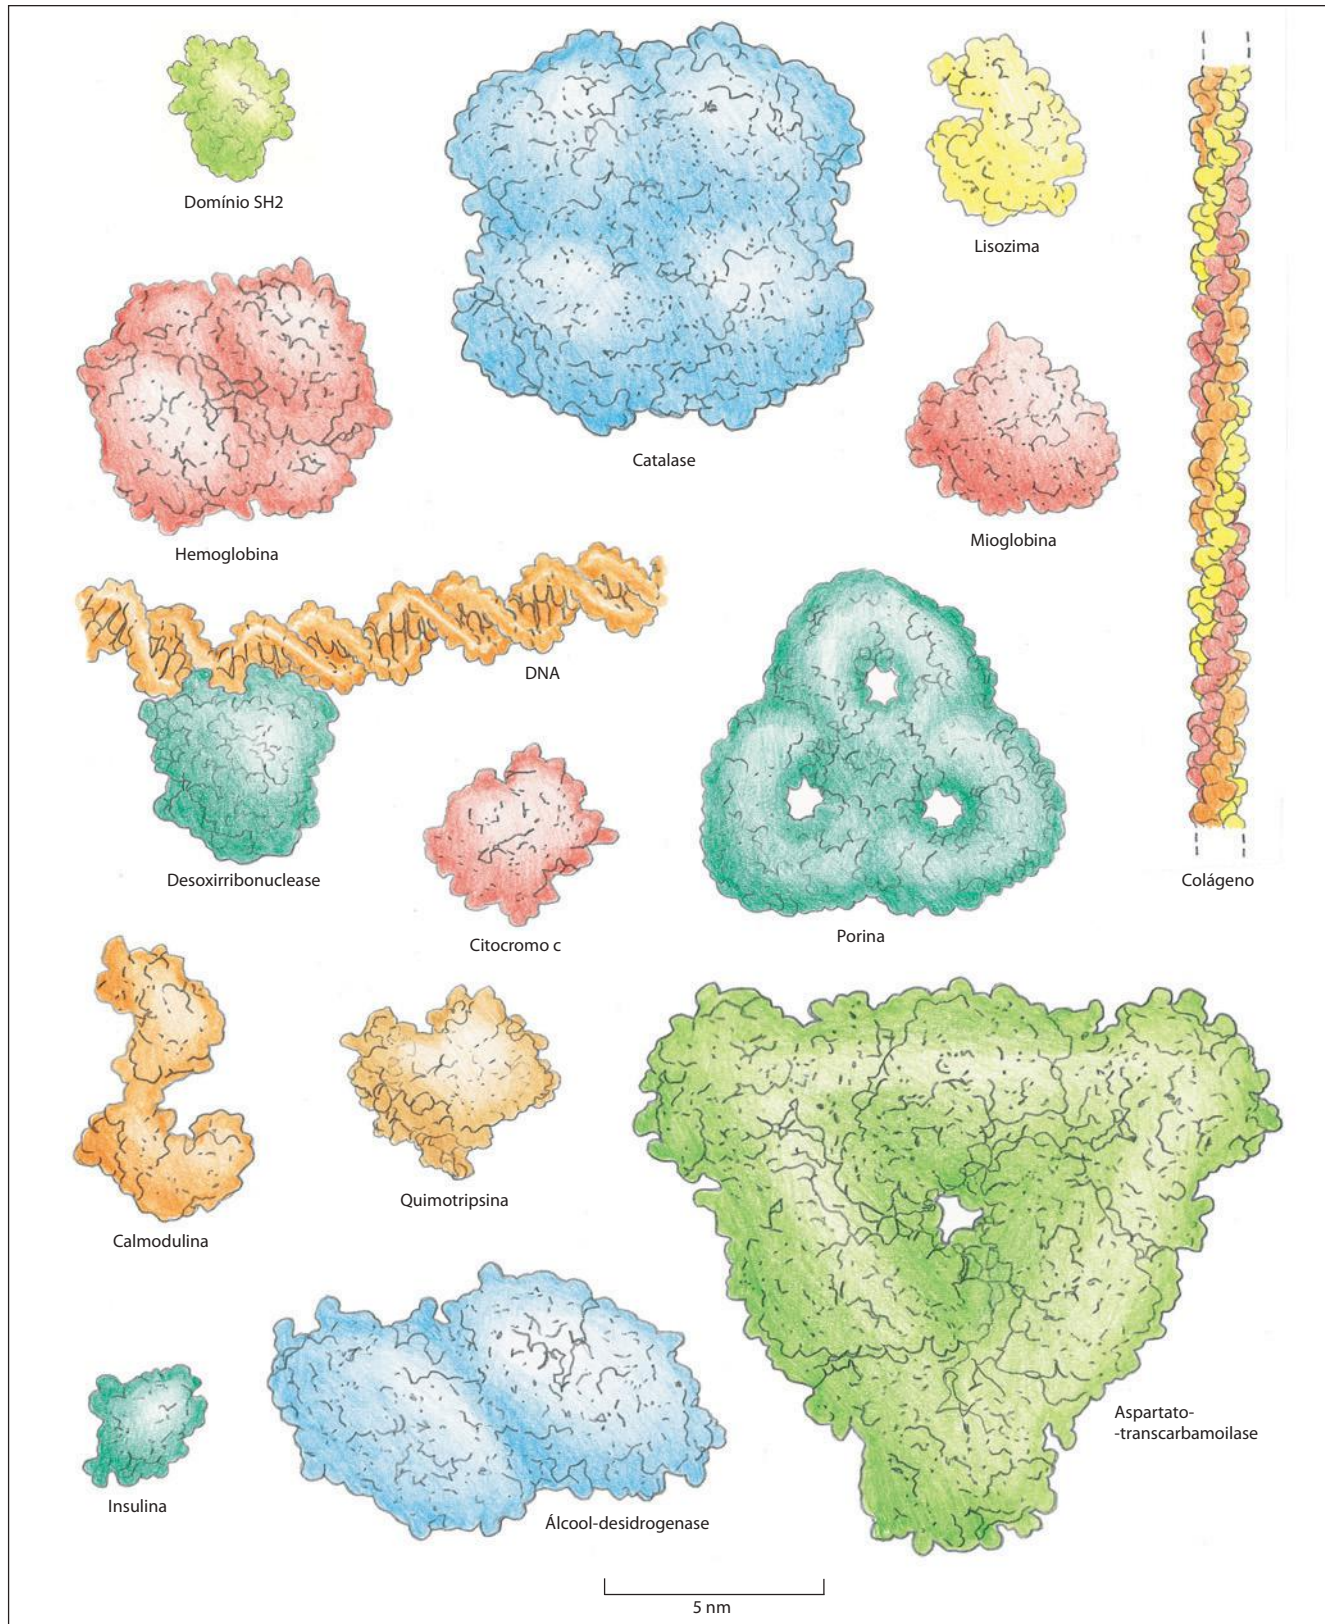 Domínio SH2
Lisozima
Catalase
Hemoglobina
Mioglobina
DNA
Desoxirribonuclease
Colágeno
Citocromo c
Porina
Quimotripsina
Calmodulina
Aspartato-
-transcarbamoilase
Insulina
Álcool-desidrogenase
5 nm